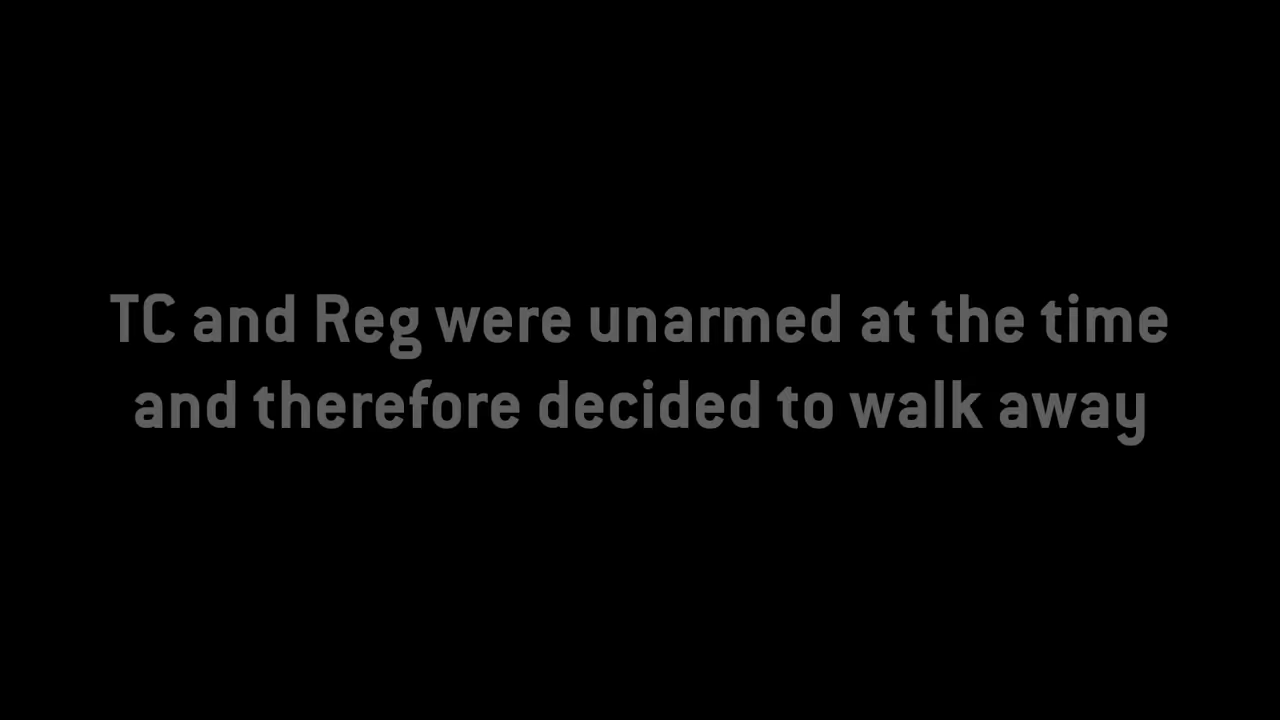 TC and Reg were unarmed at the time
and therefore decided to walk away